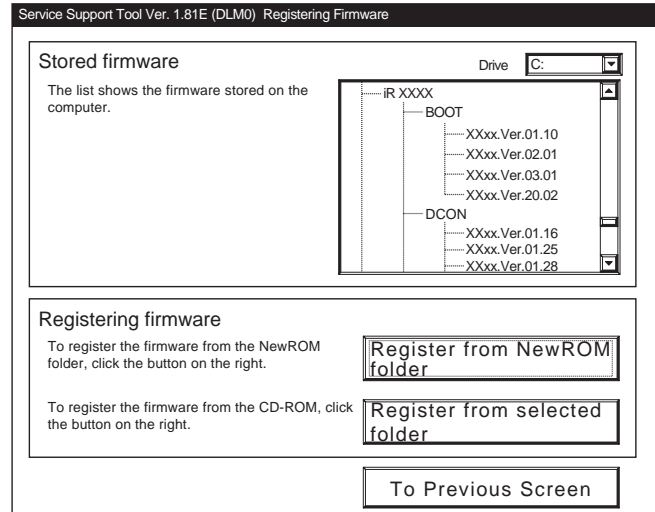 Service Support Tool Ver. 1.81E (DLM0)  Registering Firmware
Stored firmware
Drive
C:
The list shows the firmware stored on the
computer.
iR XXXX
BOOT
XXxx.Ver.01.10
XXxx.Ver.02.01
XXxx.Ver.03.01
XXxx.Ver.20.02
DCON
XXxx.Ver.01.16
XXxx.Ver.01.25
XXxx.Ver.01.28
Registering firmware
To register the firmware from the NewROM
folder, click the button on the right.
Register from NewROM
folder
To register the firmware from the CD-ROM, click
the button on the right.
Register from selected
folder
To Previous Screen